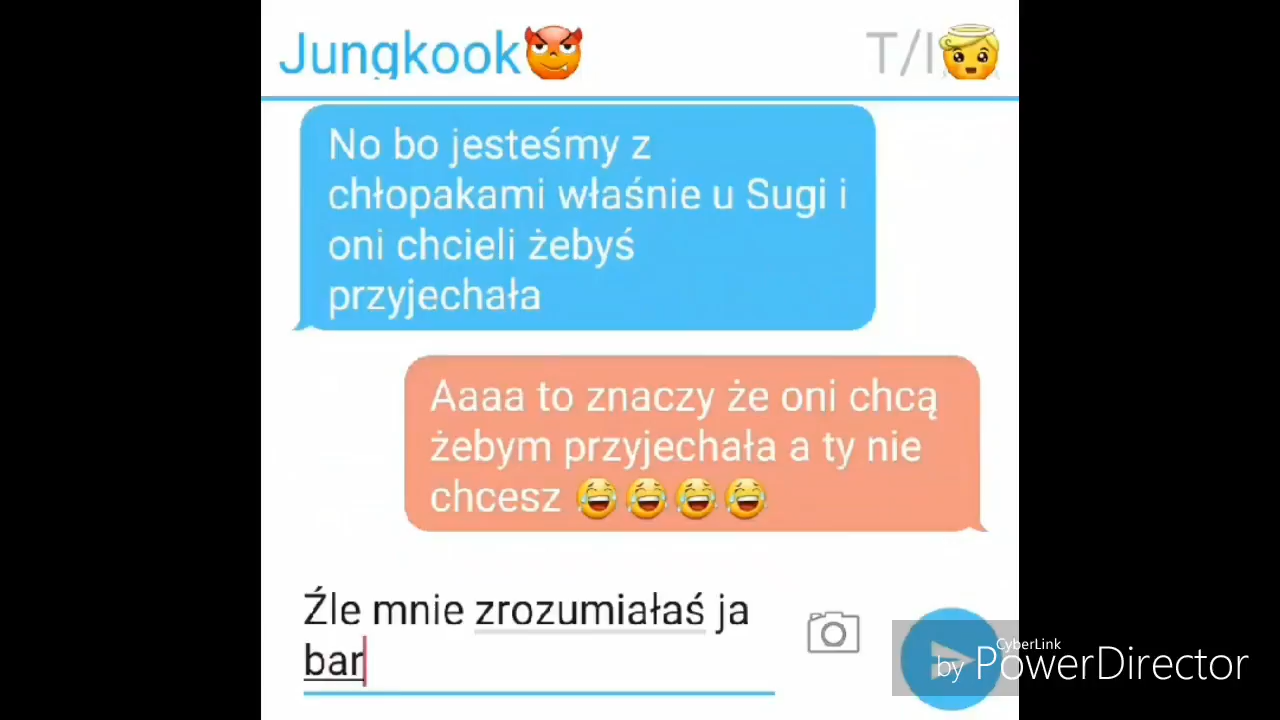 Jungkook T/I
No bo jesteśmy z
chłopakami właśnie u Sugi i
oni chcieli żebyś
przyjechała
Aaaa to znaczy że oni chcą
żebym przyjechała a ty nie
chcesz 😂😂😂😂
Źle mnie zrozumiałaś ja
bar
CyberLink
by PowerDirector